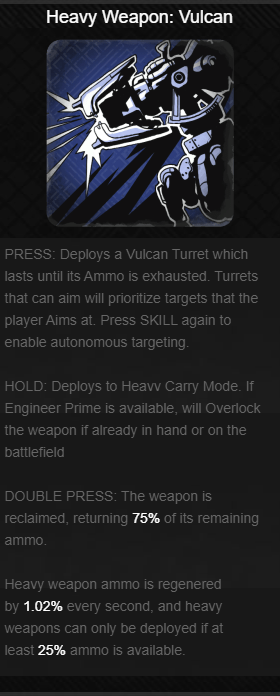 Heavy Weapon: Vulcan
PRESS: Deploys a Vulcan Turret which
lasts until its Ammo is exhausted. Turrets
that can aim will prioritize targets that the
player Aims at. Press SKILL again to
enable autonomous targeting.
HOLD: Deploys to Heavy Carry Mode. If
Engineer Prime is available, will Overlock
the weapon if already in hand or on the
battlefield
DOUBLE PRESS: The weapon is
reclaimed, returning 75% of its remaining
ammo.
Heavy weapon ammo is regenered
by 1.02% every second, and heavy
weapons can only be deployed if at
least 25% ammo is available.